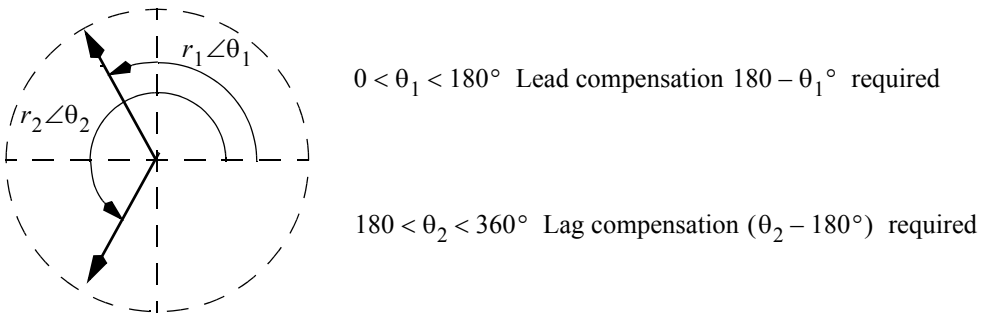 r₁∠θ₁
0 < θ₁ < 180° Lead compensation 180 – θ₁° required
r₂∠θ₂
180 < θ₂ < 360° Lag compensation (θ₂ – 180°) required